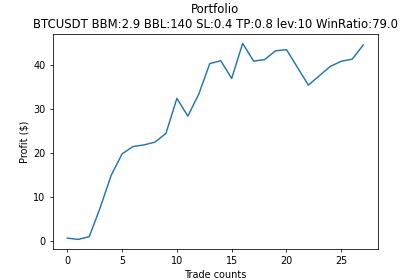 Portfolio
BTCUSDT BBM:2.9 BBL:140 SL:0.4 TP:0.8 lev:10 WinRatio:79.0
40
30
20
10
0
Profit ($)
0 5 10 15 20 25
Trade counts